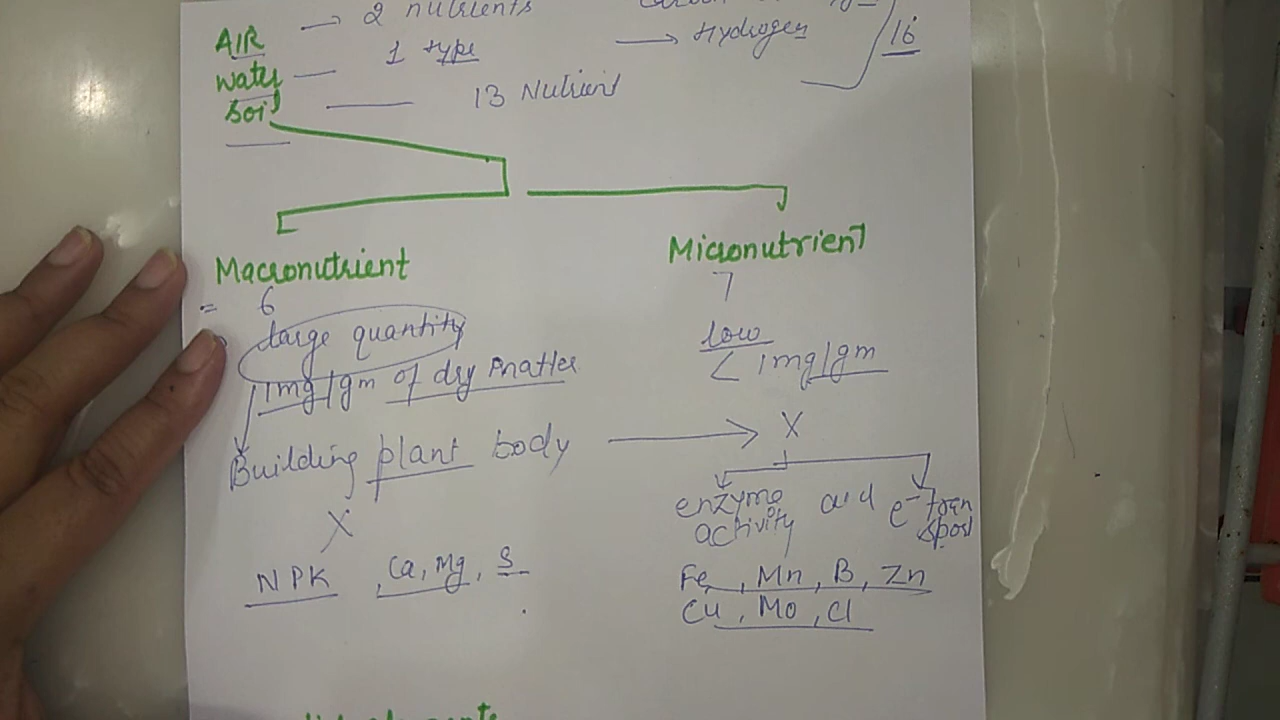 AIR → 2 nutrients
1 type → Hydrogen 16
Water —
Soil — 13 Nutrient
Macronutrient Micronutrient
= 6 7
large quantity low
1mg/gm of dry matter < 1mg/gm
Building plant body → X
X enzyme activity and e⁻ transport
NPK, Ca, Mg, S Fe, Mn, B, Zn
Cu, Mo, Cl